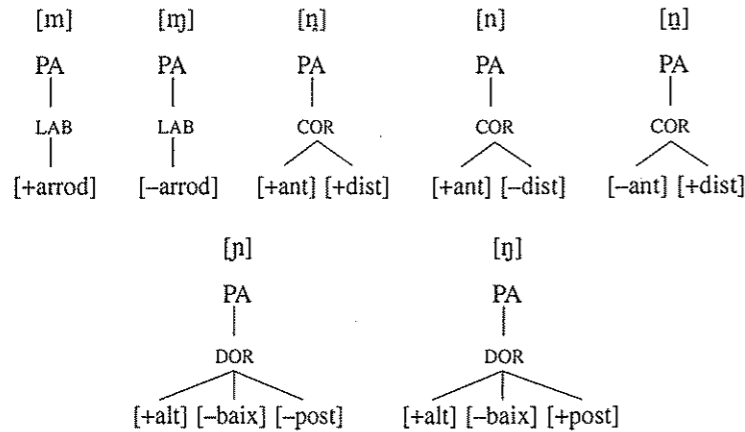 [m] [ɱ] [n̪] [n] [n̠]
PA PA PA PA PA
LAB LAB COR COR COR
[+arrod] [–arrod] [+ant] [+dist] [+ant] [–dist] [–ant] [+dist]
[ɲ] [ŋ]
PA PA
DOR DOR
[+alt] [–baix] [–post] [+alt] [–baix] [+post]